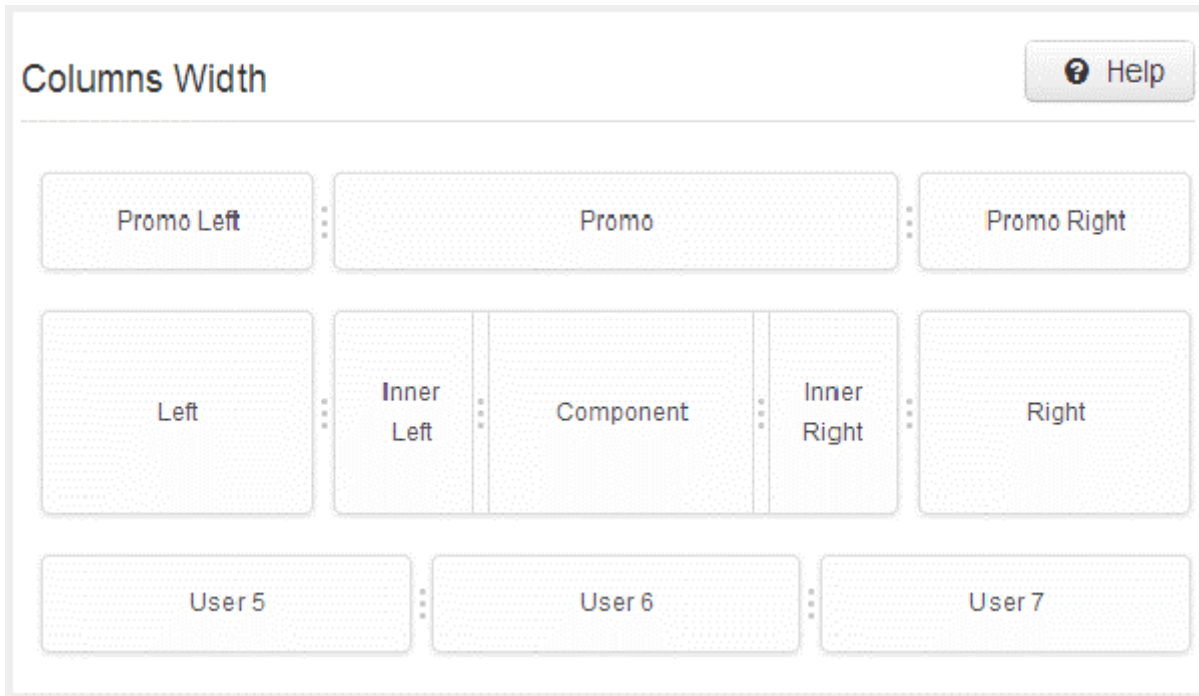 Columns Width
Help
Promo Left
Promo
Promo Right
Left
Inner
Left
Component
Inner
Right
Right
User 5
User 6
User 7